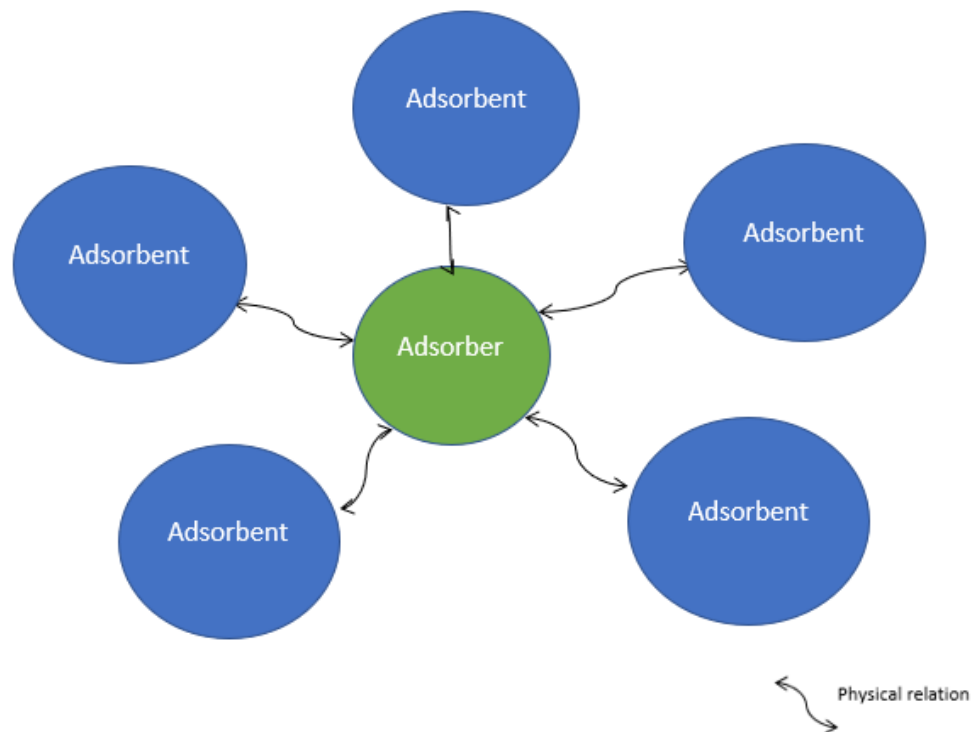 Adsorbent
Adsorbent
Adsorbent
Adsorber
Adsorbent
Adsorbent
Physical relation